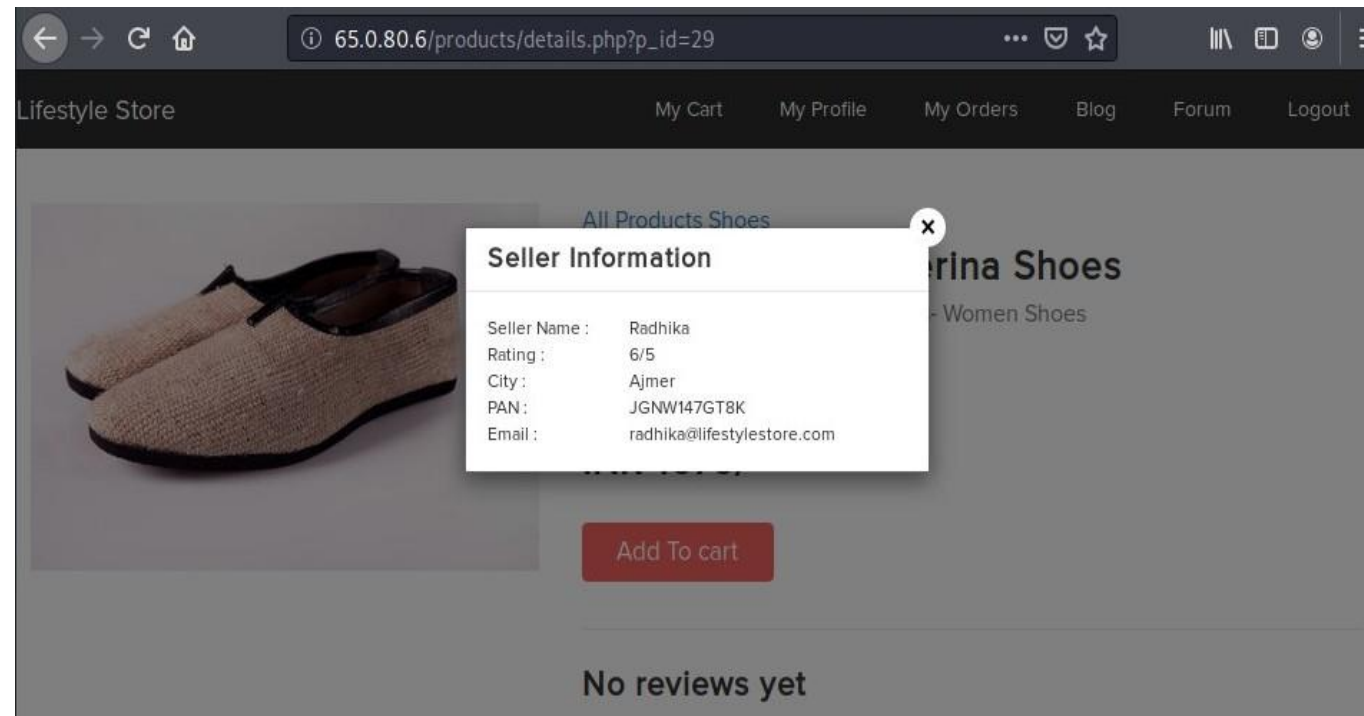 65.0.80.6/products/details.php?p_id=29
Lifestyle Store My Cart My Profile My Orders Blog Forum Logout
All Products Shoes
Seller Information
Shoes
- Women Shoes
Seller Name : Radhika
Rating : 6/5
City : Ajmer
PAN : JGNW147GT8K
Email : radhika@lifestylestore.com
Add To cart
No reviews yet